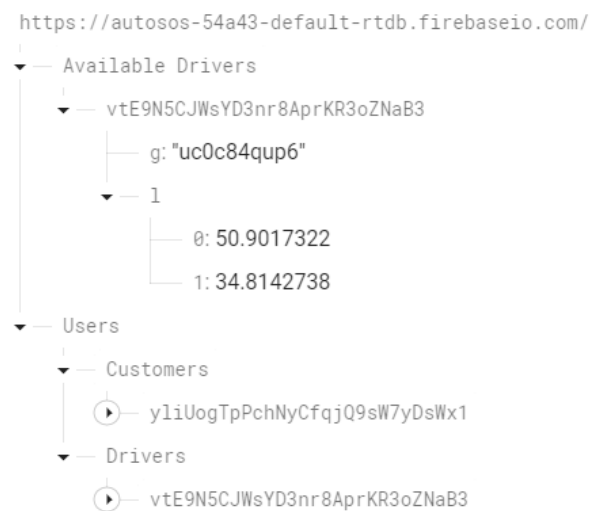 https://autosos-54a43-default-rtdb.firebaseio.com/
Available Drivers
vtE9N5CJWsYD3nr8AprKR3oZNaB3
g: "uc0c84qup6"
l
0: 50.9017322
1: 34.8142738
Users
Customers
yliUogTpPchNyCfqjQ9sW7yDsWx1
Drivers
vtE9N5CJWsYD3nr8AprKR3oZNaB3